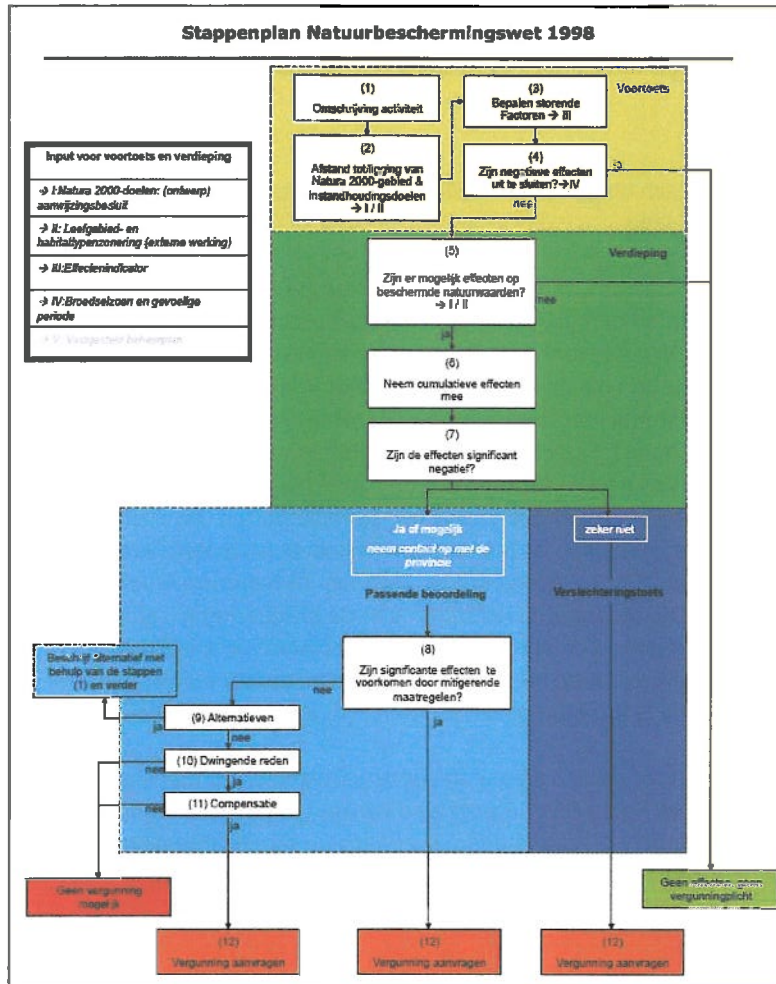 Stappenplan Natuurbeschermingswet 1998
Voortoets
(1)
Omschrijving activiteit
(2)
Afstand tot/ligging van
Natura 2000-gebied &
instandhoudingsdoelen
→ I / II
(3)
Bepalen storende
Factoren → III
(4)
Zijn negatieve effecten
uit te sluiten?→IV
ja
nee
Input voor voortoets en verdieping
→ I:Natura 2000-doelen: (ontwerp)
aanwijzingsbesluit
→ II: Leefgebied- en
habitattypenzonering (externe werking)
→ III:Effectenindicator
→ IV:Broedseizoen en gevoelige
periode
Verdieping
(5)
Zijn er mogelijk effecten op
beschermde natuurwaarden?
→ I / II
nee
ja
(6)
Neem cumulatieve effecten
mee
(7)
Zijn de effecten significant
negatief?
Ja of mogelijk
neem contact op met de
provincie
zeker niet
Passende beoordeling
Verslechteringstoets
(8)
Zijn significante effecten te
voorkomen door mitigerende
maatregelen?
nee
ja
Beschrijf alternatief met
behulp van de stappen
(1) en verder
ja
(9) Alternatieven
nee
nee
(10) Dwingende reden
ja
nee
(11) Compensatie
ja
Geen vergunning
mogelijk
Geen effecten, geen
vergunningplicht
(12)
Vergunning aanvragen
(12)
Vergunning aanvragen
(12)
Vergunning aanvragen